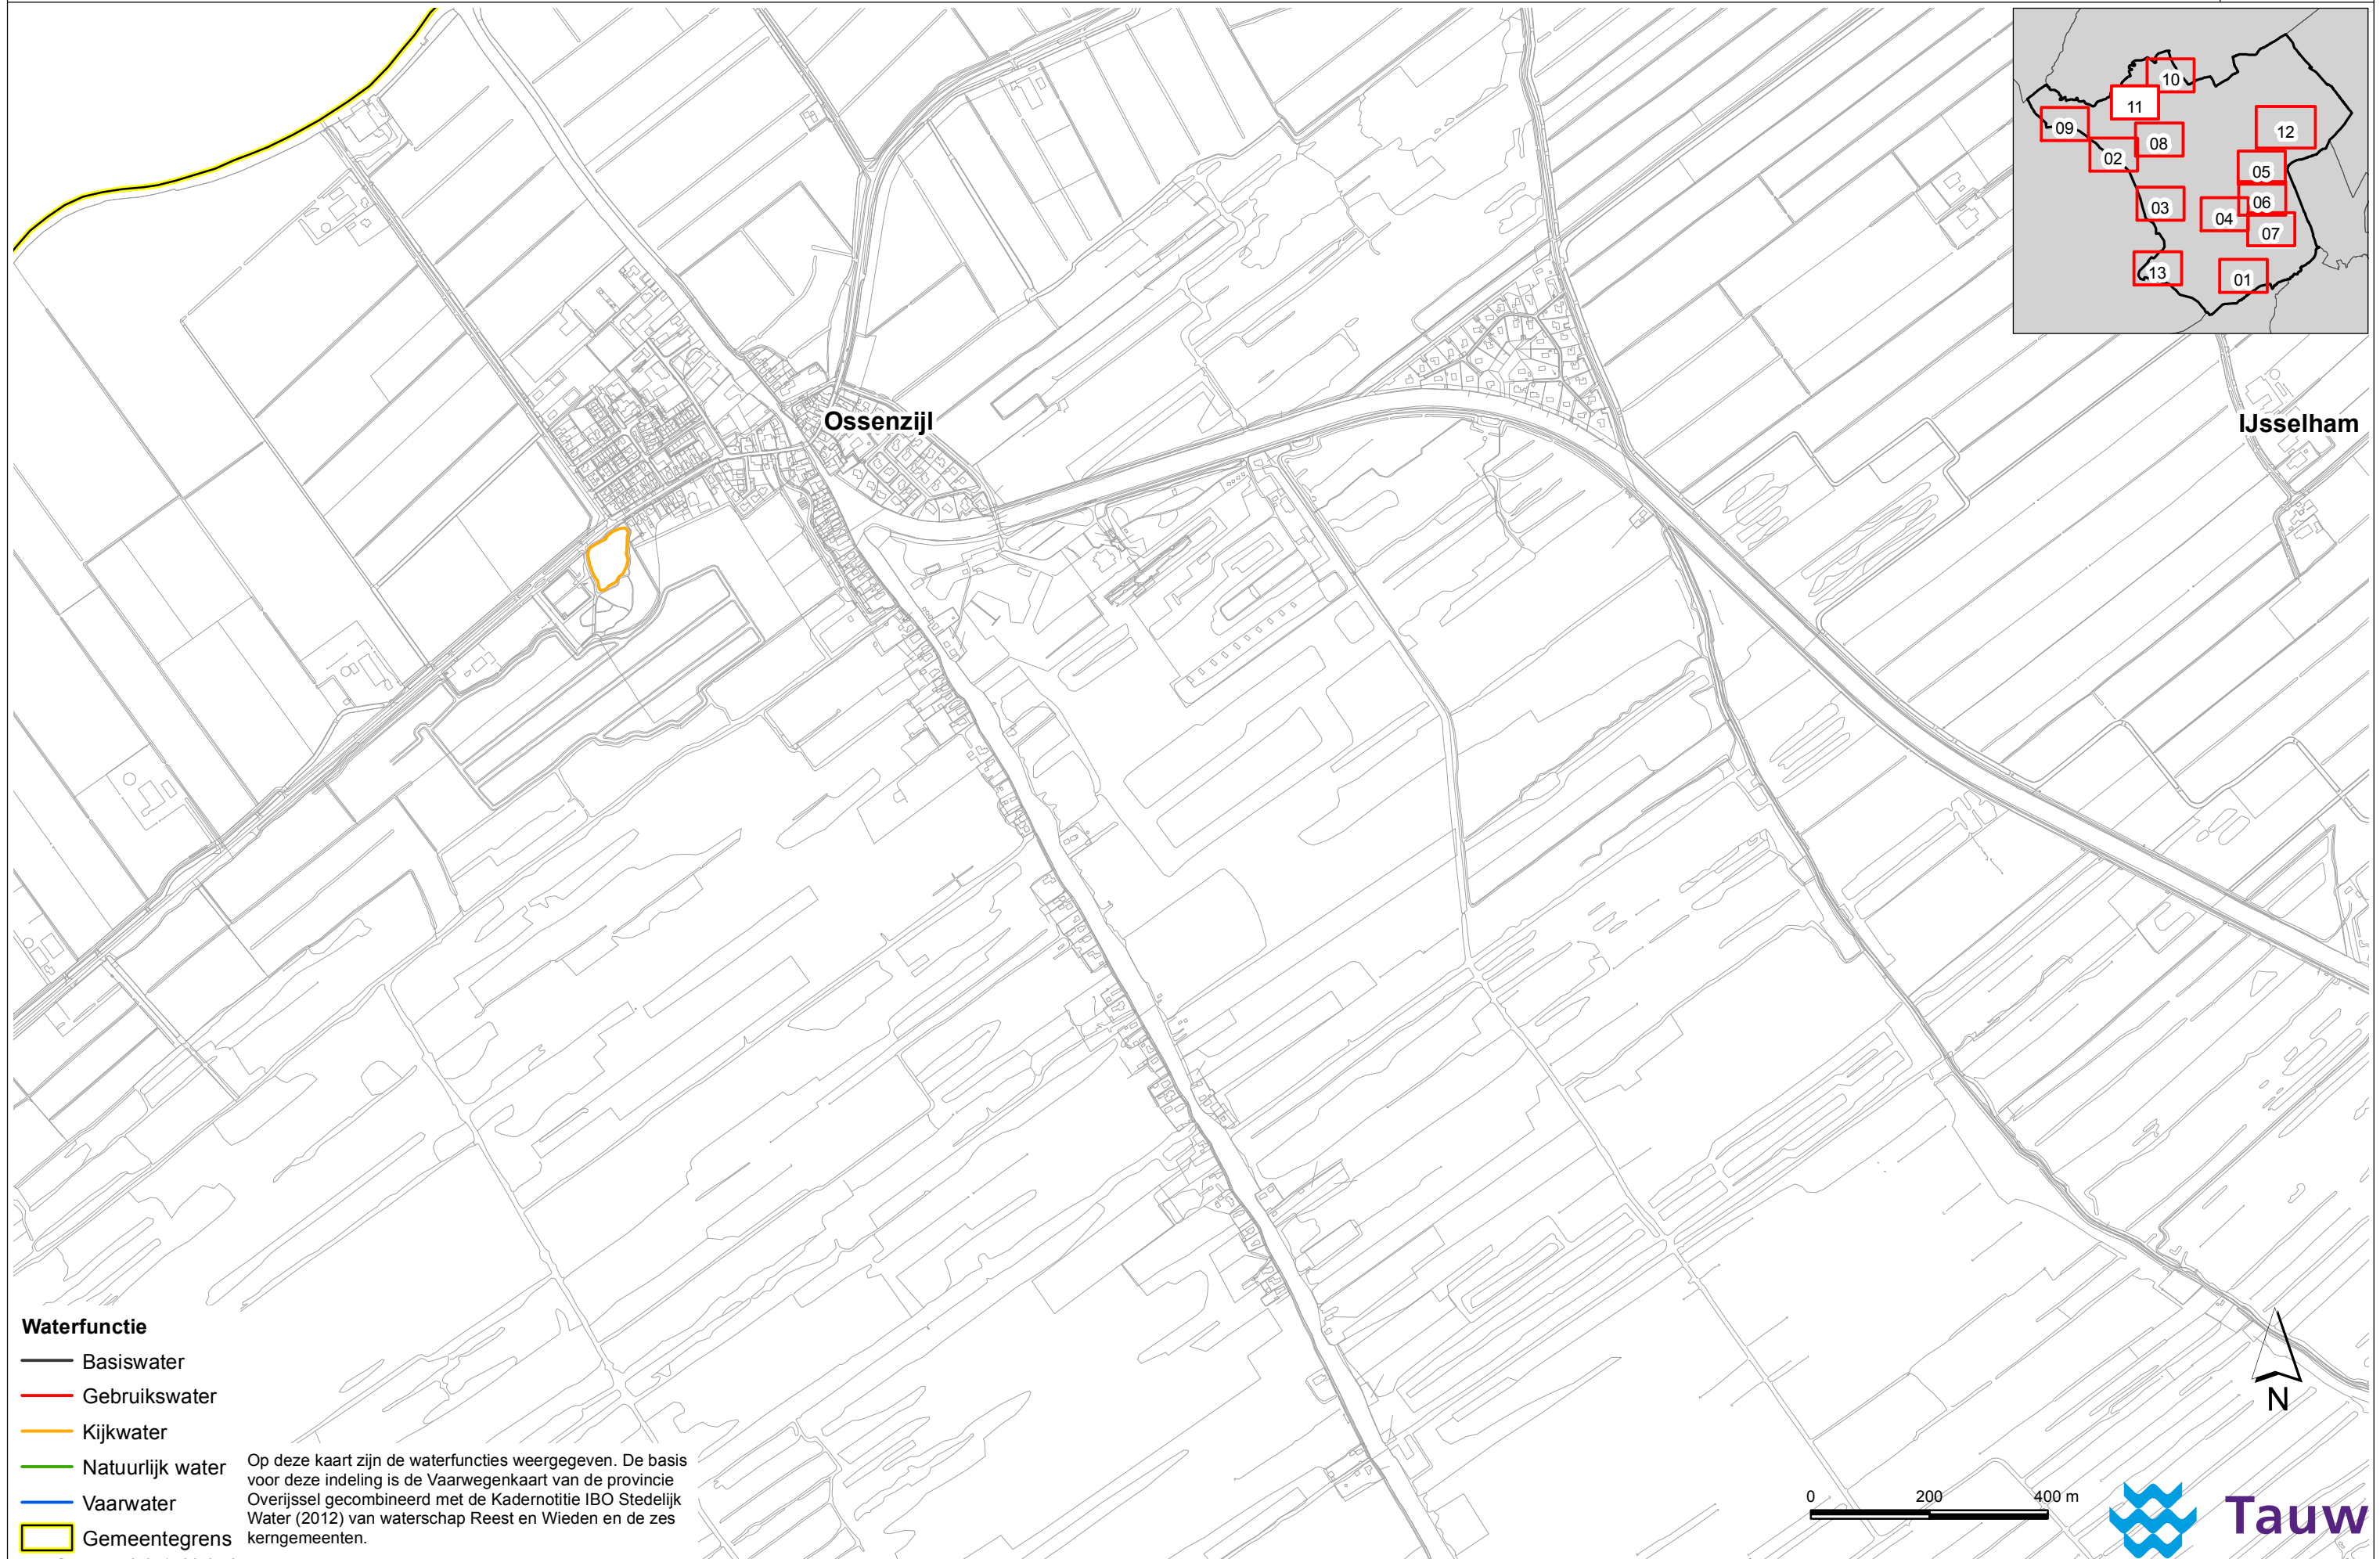 10
11
09
12
08
02
05
03
06
04
07
13
01
Ossenzijl
IJsselham
Waterfunctie
Basiswater
Gebruikswater
Kijkwater
Natuurlijk water
Vaarwater
Gemeentegrens
Op deze kaart zijn de waterfuncties weergegeven. De basis
voor deze indeling is de Vaarwegenkaart van de provincie
Overijssel gecombineerd met de Kadernotitie IBO Stedelijk
Water (2012) van waterschap Reest en Wieden en de zes
kerngemeenten.
N
0 200 400 m
Tauw